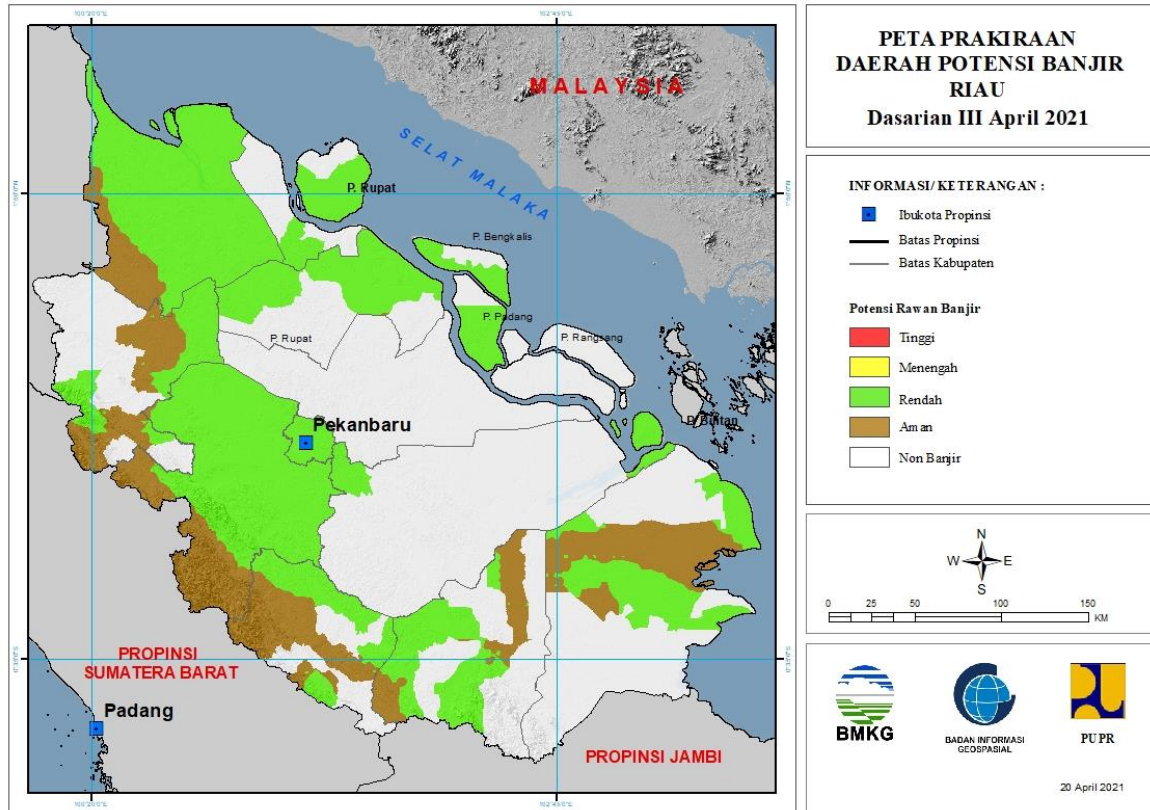 PETA PRAKIRAAN
DAERAH POTENSI BANJIR
RIAU
Dasarian III April 2021
INFORMASI/ KETERANGAN :
Ibukota Propinsi
Batas Propinsi
Batas Kabupaten
Potensi Rawan Banjir
Tinggi
Menengah
Rendah
Aman
Non Banjir
N
W E
S
0 25 50 100 150
KM
BMKG
BADAN INFORMASI
GEOSPASIAL
PUPR
20 April 2021
MALAYSIA
SELAT MALAKA
P. Rupat
P. Bengkalis
P. Padang
P. Rupat
P. Rangsang
P. Bintan
Pekanbaru
PROPINSI
SUMATERA BARAT
Padang
PROPINSI JAMBI